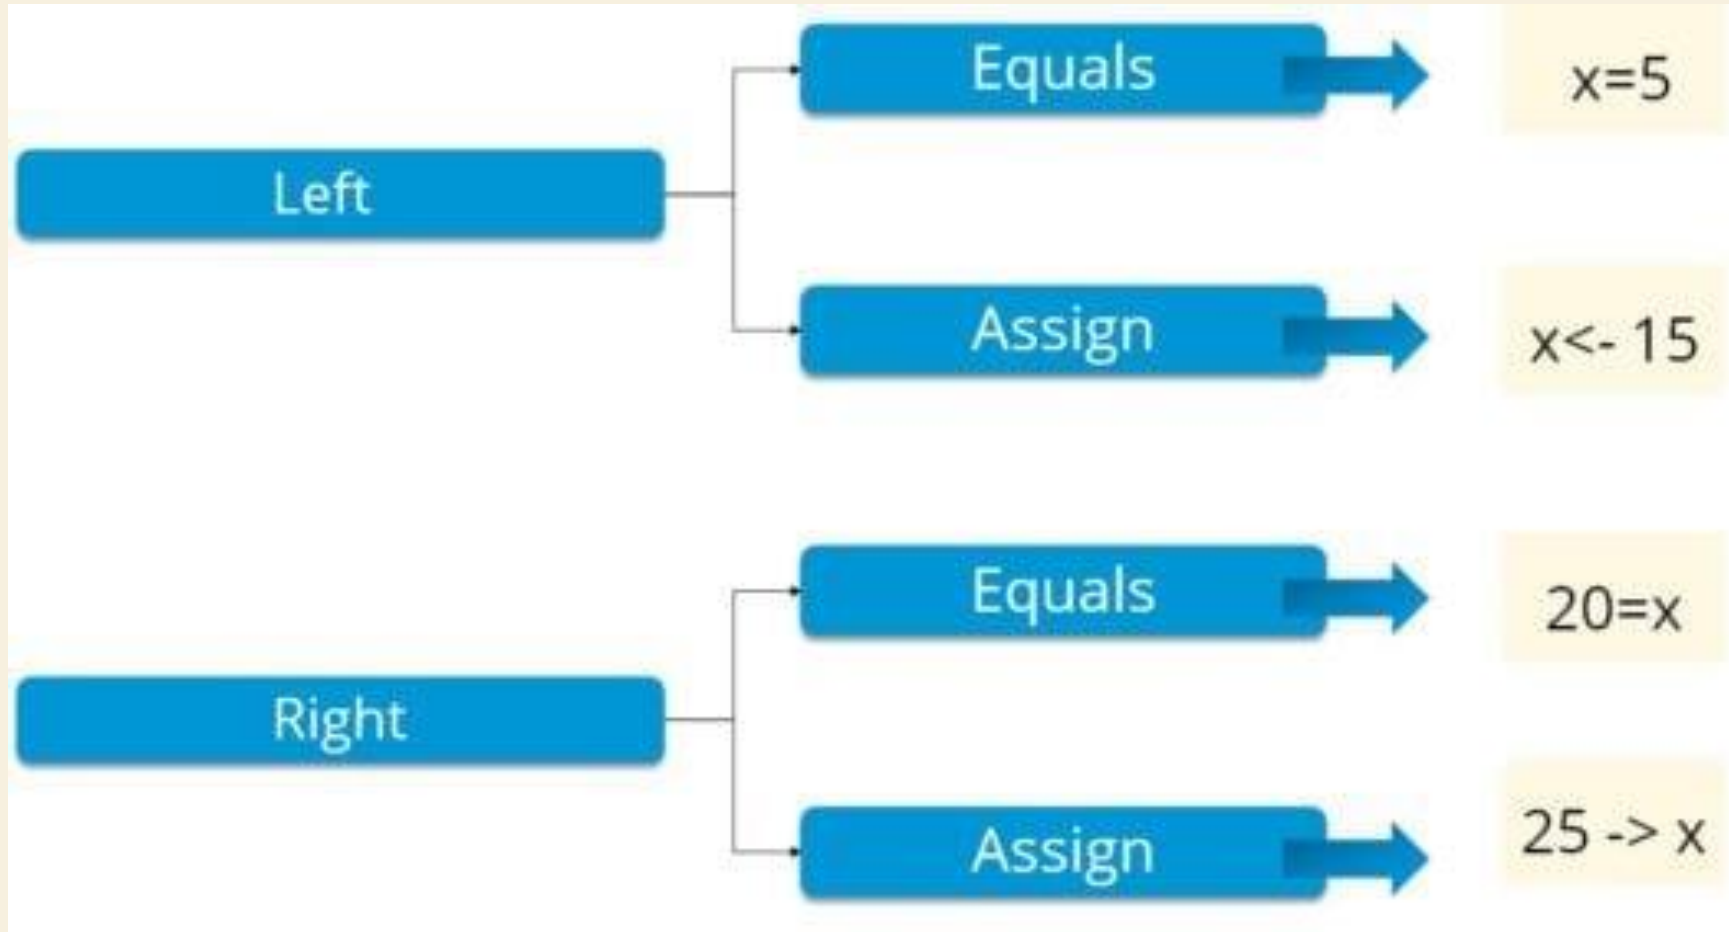 Left
Equals
x=5
Assign
x<- 15
Right
Equals
20=x
Assign
25 -> x